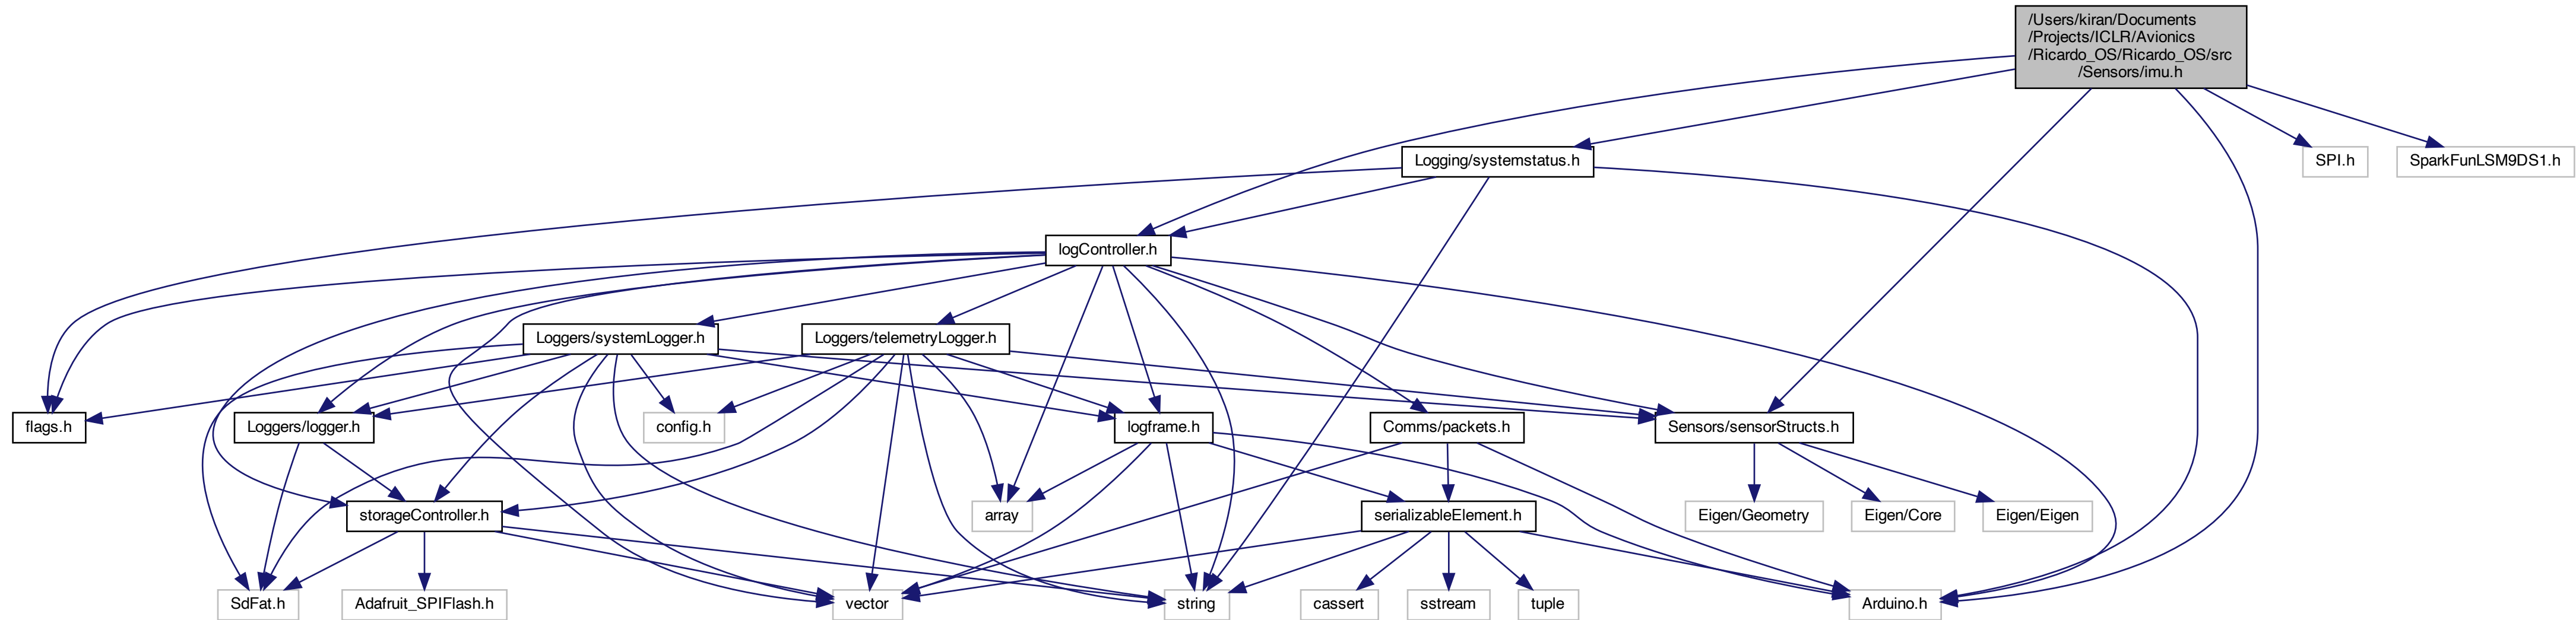 /Users/kiran/Documents
/Projects/ICLR/Avionics
/Ricardo_OS/Ricardo_OS/src
/Sensors/imu.h
Logging/systemstatus.h
SPI.h
SparkFunLSM9DS1.h
logController.h
Loggers/systemLogger.h
Loggers/telemetryLogger.h
flags.h
Loggers/logger.h
config.h
logframe.h
Comms/packets.h
Sensors/sensorStructs.h
storageController.h
array
serializableElement.h
Eigen/Geometry
Eigen/Core
Eigen/Eigen
SdFat.h
Adafruit_SPIFlash.h
vector
string
cassert
sstream
tuple
Arduino.h